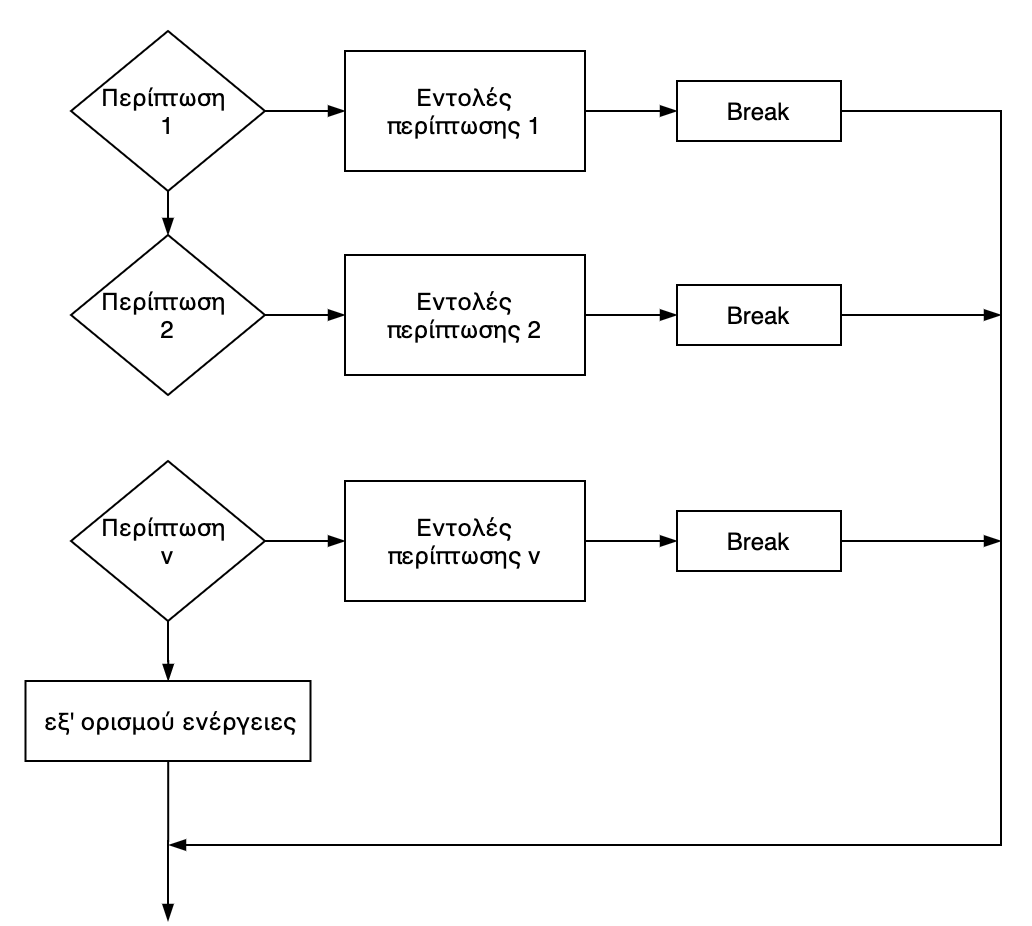 Περίπτωση
1
Εντολές
περίπτωσης 1
Break
Περίπτωση
2
Εντολές
περίπτωσης 2
Break
Περίπτωση
ν
Εντολές
περίπτωσης ν
Break
εξ' ορισμού ενέργειες